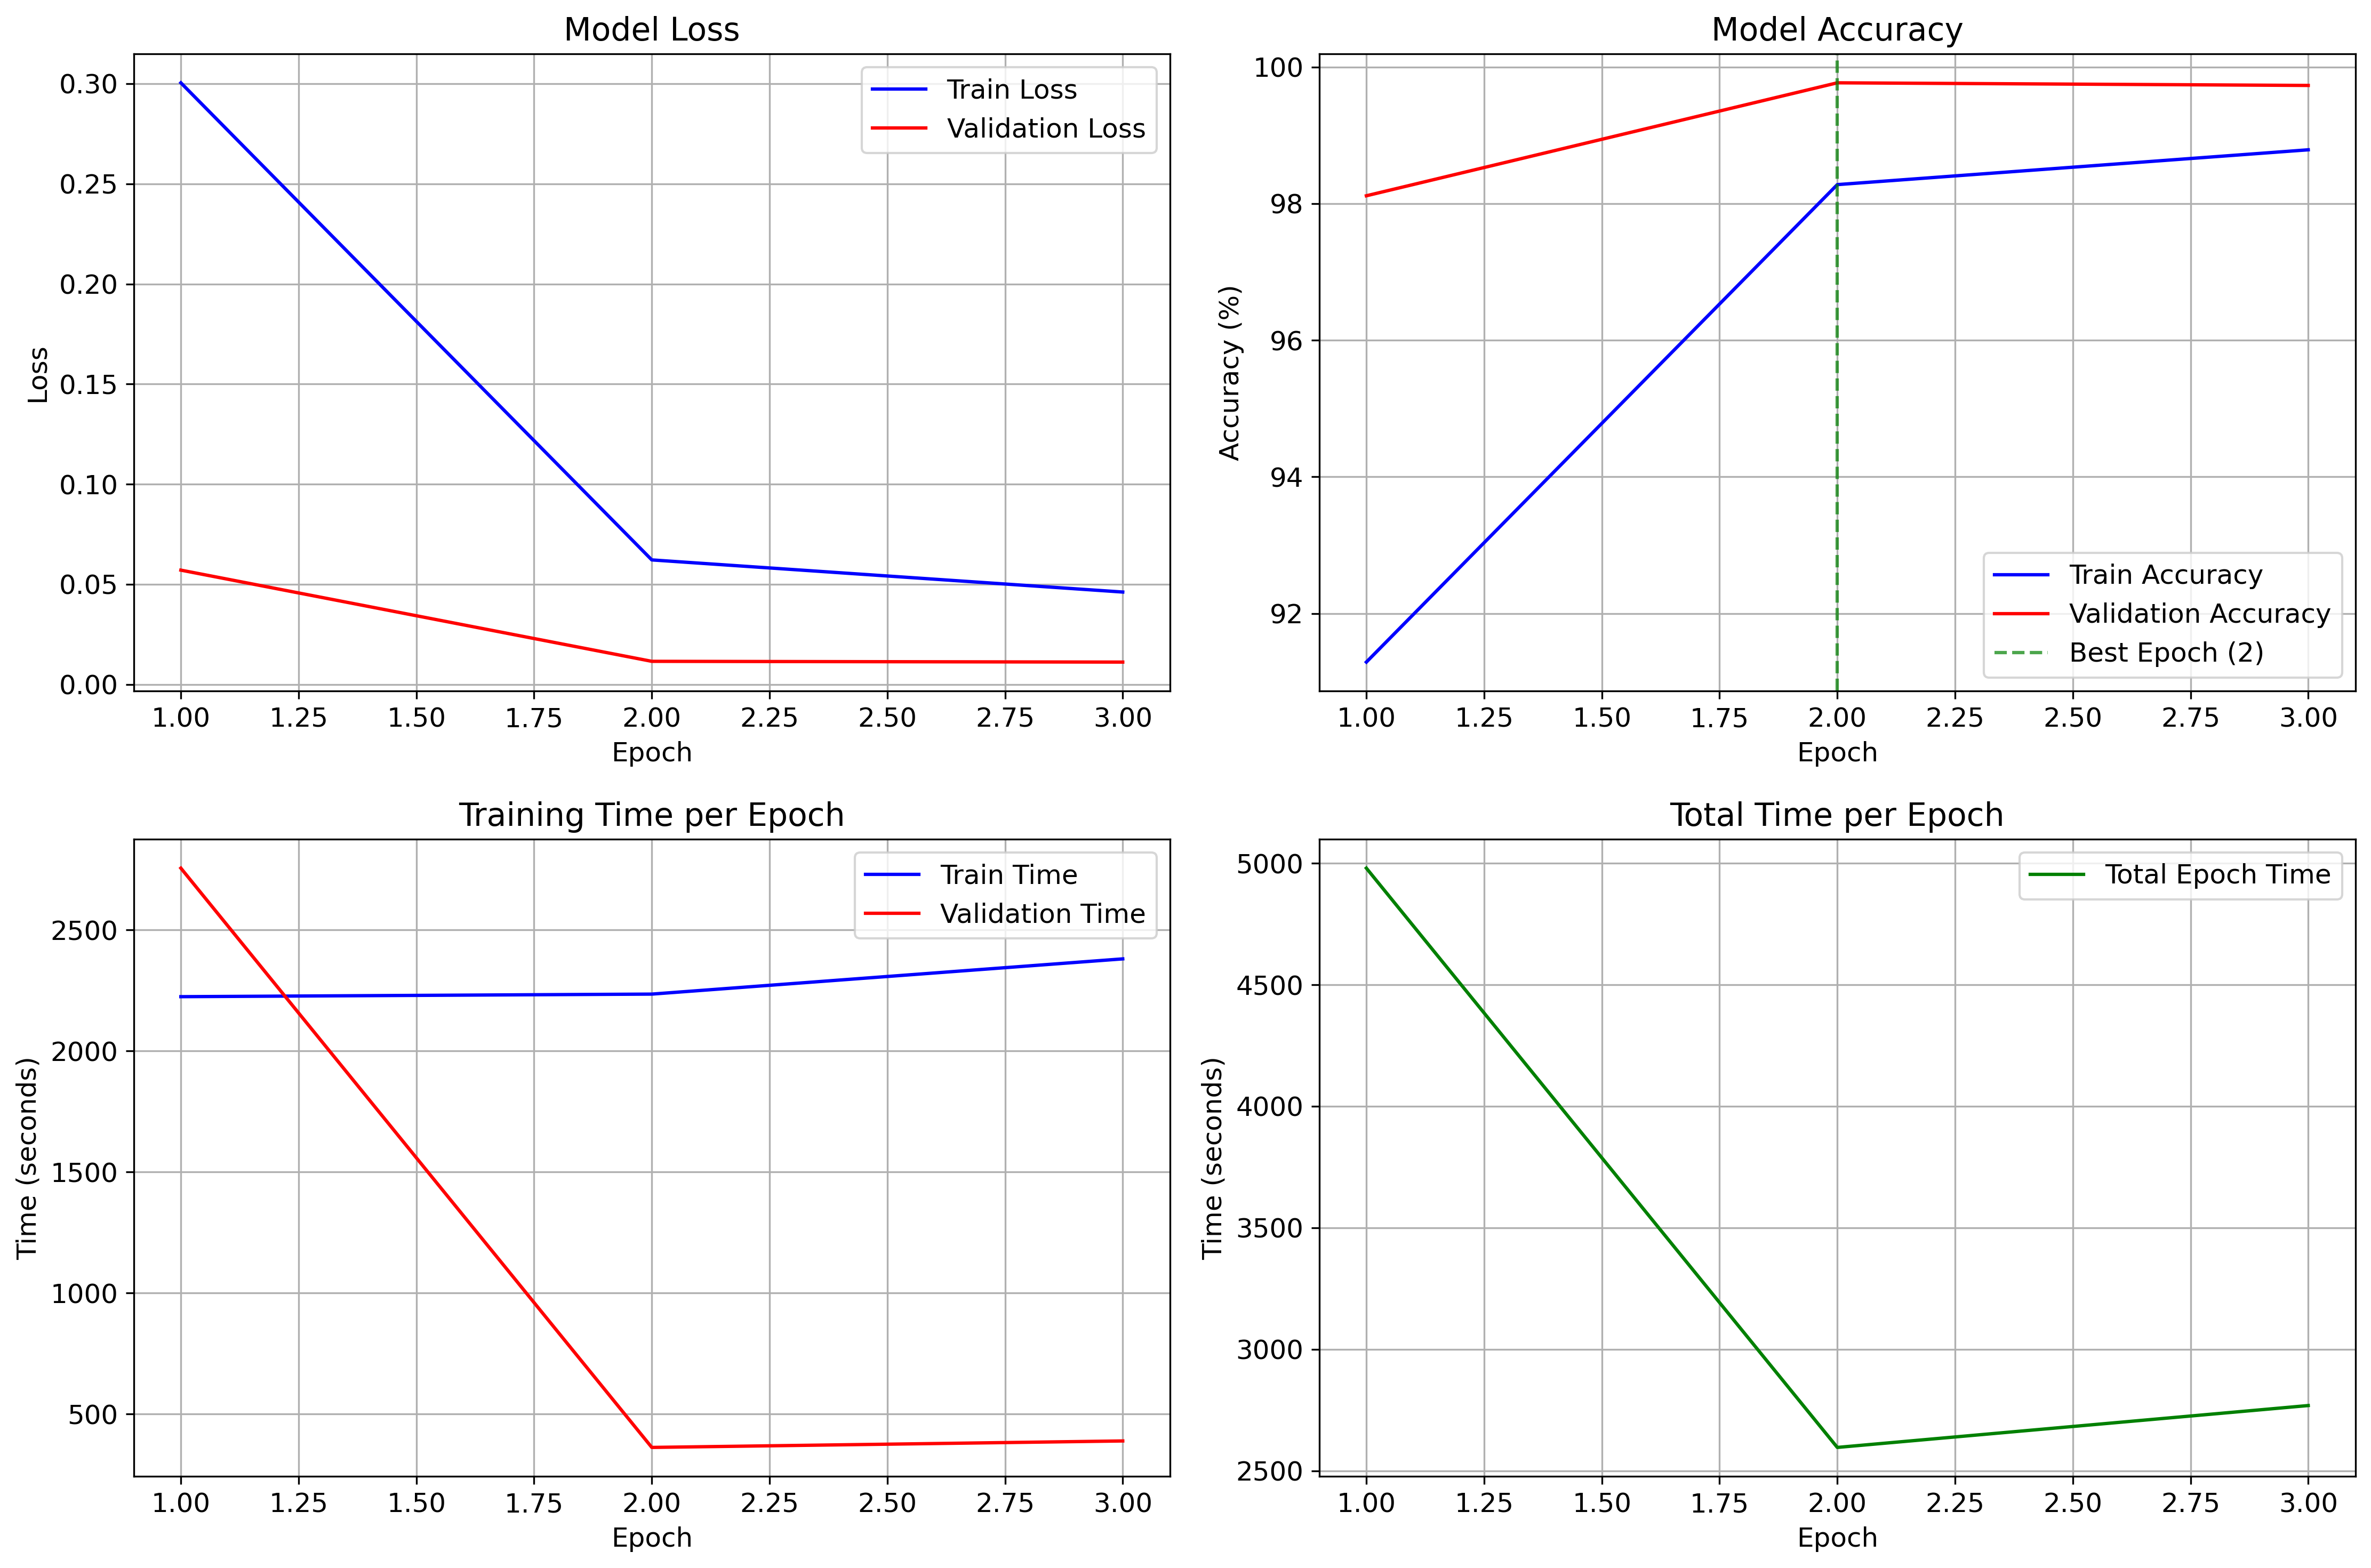 Model Loss
0.30
0.25
0.20
0.15
0.10
0.05
0.00
Loss
Train Loss
Validation Loss
1.00 1.25 1.50 1.75 2.00 2.25 2.50 2.75 3.00
Epoch
Model Accuracy
100
98
96
94
92
Accuracy (%)
Train Accuracy
Validation Accuracy
Best Epoch (2)
1.00 1.25 1.50 1.75 2.00 2.25 2.50 2.75 3.00
Epoch
Training Time per Epoch
2500
2000
1500
1000
500
Time (seconds)
Train Time
Validation Time
1.00 1.25 1.50 1.75 2.00 2.25 2.50 2.75 3.00
Epoch
Total Time per Epoch
5000
4500
4000
3500
3000
2500
Time (seconds)
Total Epoch Time
1.00 1.25 1.50 1.75 2.00 2.25 2.50 2.75 3.00
Epoch